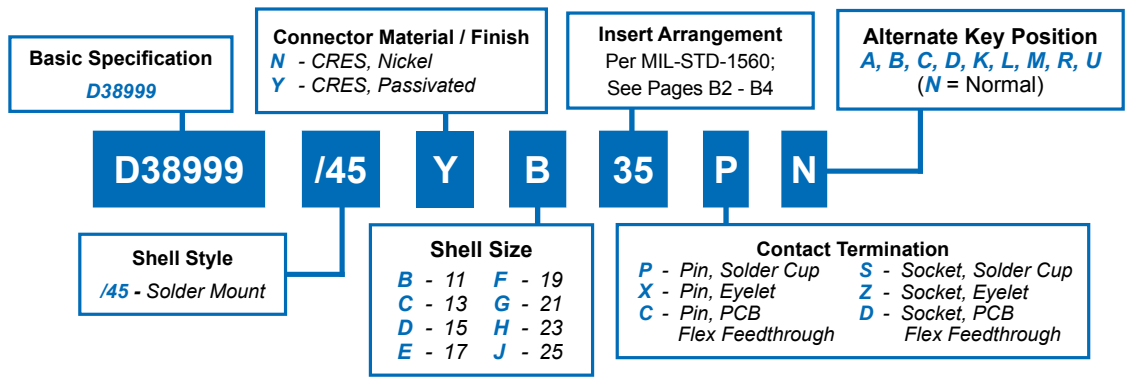 Basic Specification
D38999
Connector Material / Finish
N - CRES, Nickel
Y - CRES, Passivated
Insert Arrangement
Per MIL-STD-1560;
See Pages B2 - B4
Alternate Key Position
A, B, C, D, K, L, M, R, U
(N = Normal)
D38999 /45 Y B 35 P N
Shell Style
/45 - Solder Mount
Shell Size
B - 11 F - 19
C - 13 G - 21
D - 15 H - 23
E - 17 J - 25
Contact Termination
P - Pin, Solder Cup S - Socket, Solder Cup
X - Pin, Eyelet Z - Socket, Eyelet
C - Pin, PCB D - Socket, PCB
Flex Feedthrough Flex Feedthrough